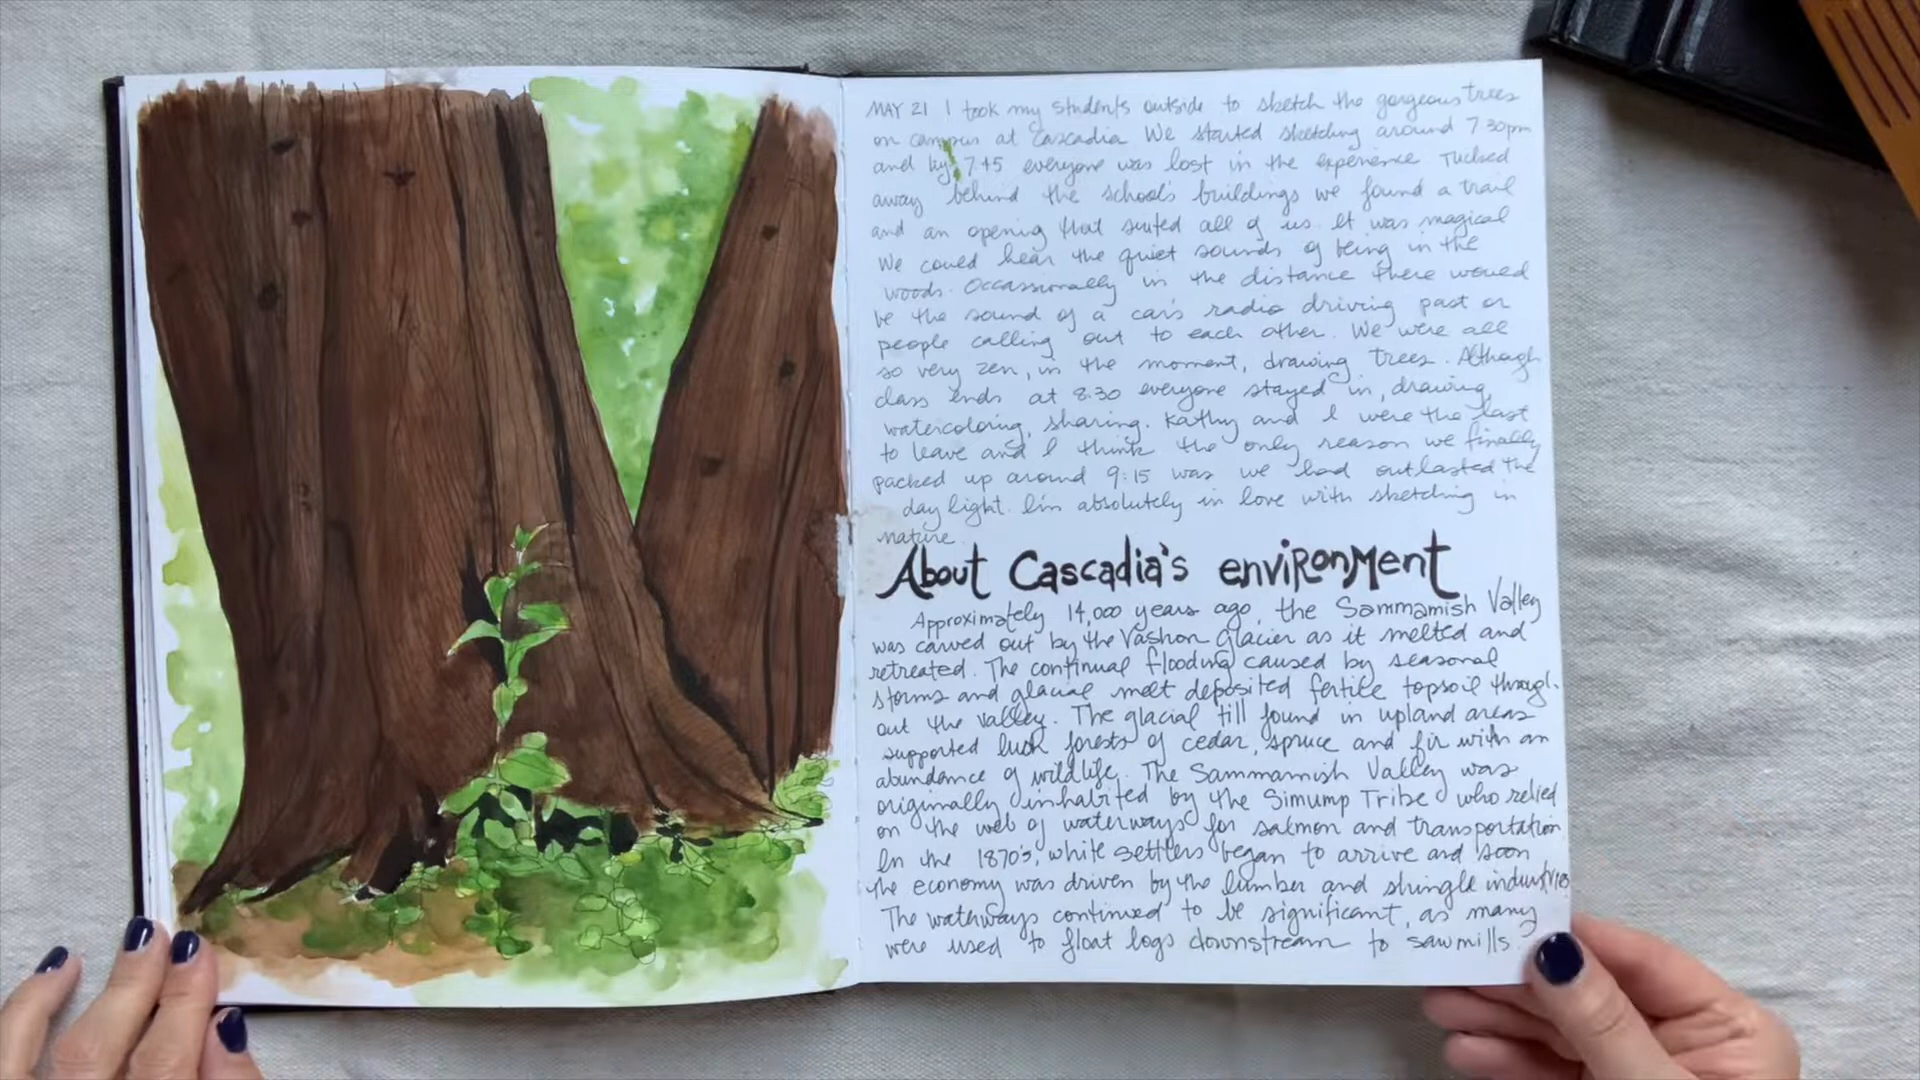 MAY 21 I took my students outside to sketch the gorgeous trees
on campus at Cascadia We started sketching around 7 30pm
and by 7 45 everyone was lost in the experience Tucked
away behind the school's buildings we found a trail
and an opening that suited all of us. It was magical
We could hear the quiet sounds of being in the
woods. Occassionally in the distance there would
be the sound of a car's radio driving past or
people calling out to each other. We were all
so very zen, in the moment, drawing trees. Although
class ends at 8:30 everyone stayed in, drawing,
watercoloring, sharing. Kathy and I were the last
to leave and I think the only reason we finally
packed up around 9:15 was we had outlasted the
day light. I'm absolutely in love with sketching in
nature.
About Cascadia's environment
Approximately 14,000 years ago, the Sammamish Valley
was carved out by the Vashon Glacier as it melted and
retreated. The continual flooding caused by seasonal
storms and glacial melt deposited fertile topsoil through-
out the valley. The glacial till found in upland areas
supported lush forests of cedar, spruce and fir with an
abundance of wildlife. The Sammamish Valley was
originally inhabited by the Simump Tribe who relied
on the web of waterways for salmon and transportation
In the 1870's, white settlers began to arrive and soon
the economy was driven by the lumber and shingle industries
The waterways continued to be significant, as many
were used to float logs downstream to sawmills.